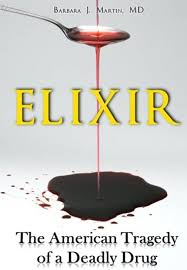 BARBARA J. MARTIN, MD
ELIXIR
The American Tragedy
of a Deadly Drug